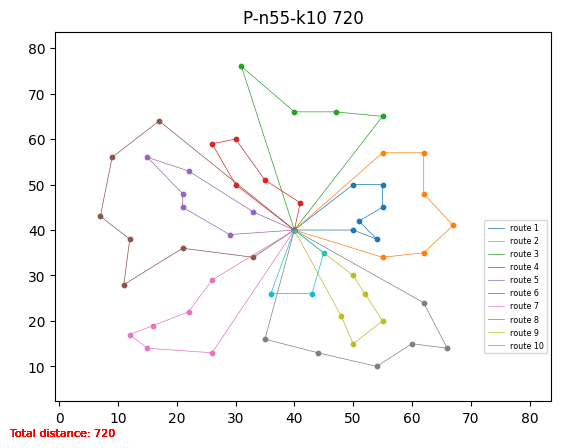 P-n55-k10 720
80
70
60
50
40
30
20
10
route 1
route 2
route 3
route 4
route 5
route 6
route 7
route 8
route 9
route 10
0 10 20 30 40 50 60 70 80
Total distance: 720